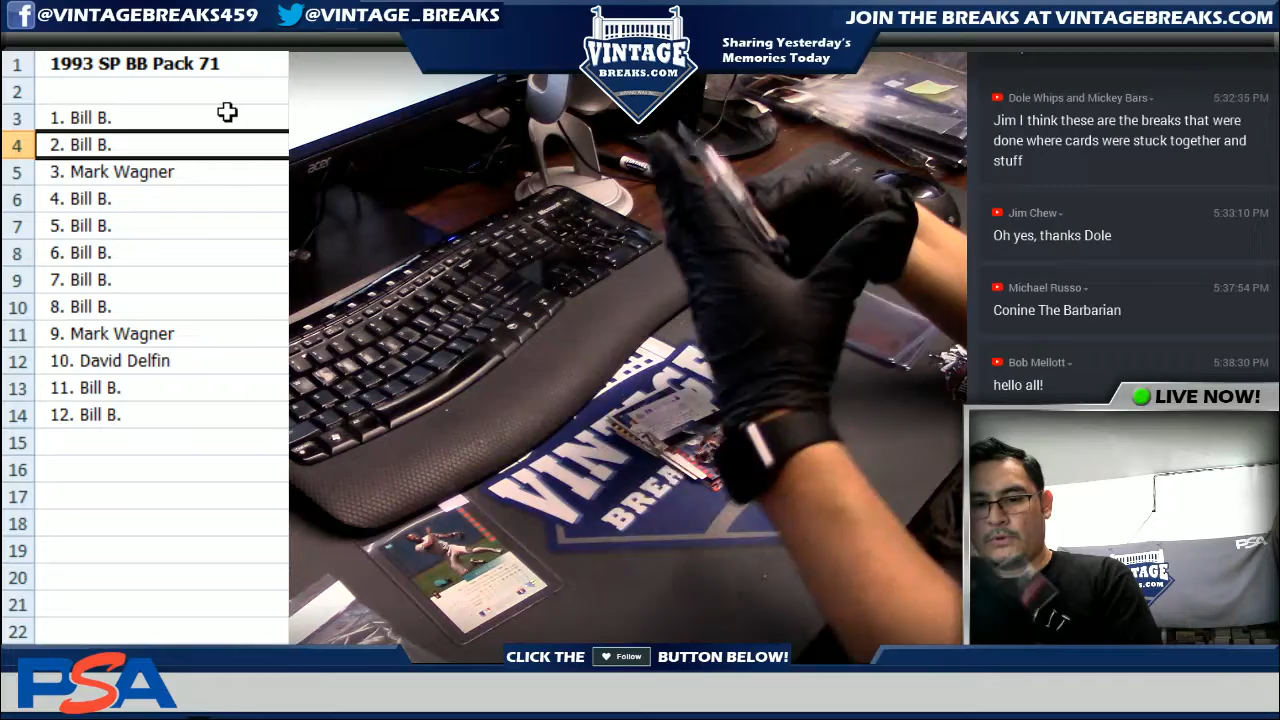 @VINTAGEBREAKS459
@VINTAGE_BREAKS
VINTAGE
BREAKS.COM
Sharing Yesterday's
Memories Today
JOIN THE BREAKS AT VINTAGEBREAKS.COM
1 1993 SP BB Pack 71
2
3 1. Bill B.
4 2. Bill B.
5 3. Mark Wagner
6 4. Bill B.
7 5. Bill B.
8 6. Bill B.
9 7. Bill B.
10 8. Bill B.
11 9. Mark Wagner
12 10. David Delfin
13 11. Bill B.
14 12. Bill B.
15
16
17
18
19
20
21
22
acer
Microsoft
VINTAGE
BREA
Dole Whips and Mickey Bars 5:32:35 PM
Jim I think these are the breaks that were
done where cards were stuck together and
stuff
Jim Chew 5:33:10 PM
Oh yes, thanks Dole
Michael Russo 5:37:54 PM
Conine The Barbarian
Bob Mellott 5:38:30 PM
hello all!
LIVE NOW!
VINTAGE
PSA
CLICK THE Follow BUTTON BELOW!
PSA